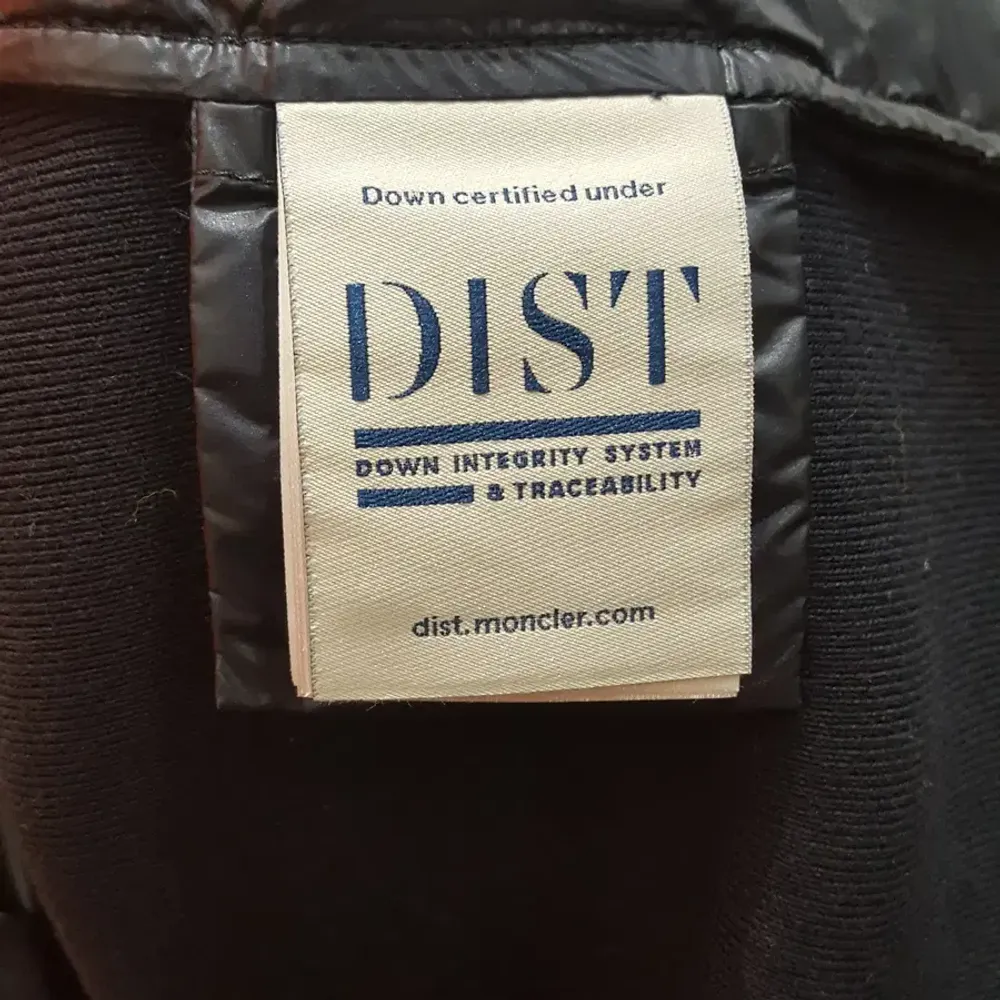 Down certified under
DIST
DOWN INTEGRITY SYSTEM
& TRACEABILITY
dist.moncler.com